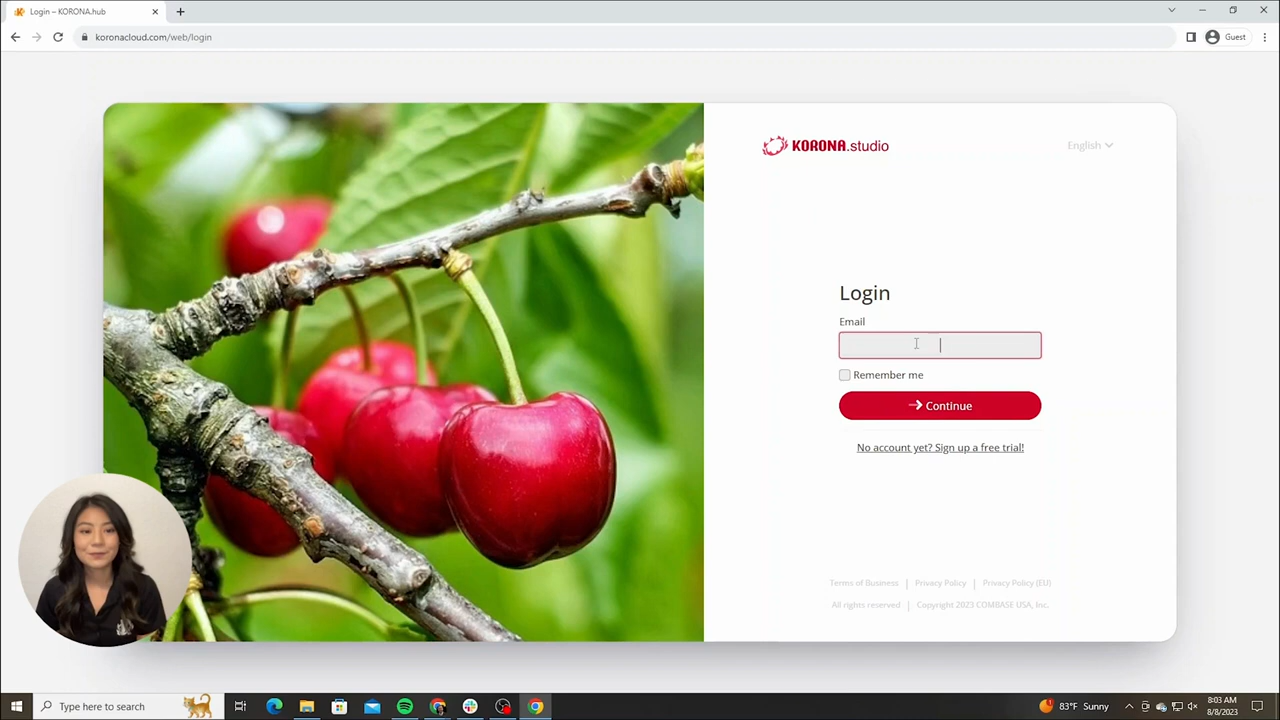 Login – KORONA.hub
koronacloud.com/web/login
Guest
KORONA.studio
English
Login
Email
Remember me
Continue
No account yet? Sign up a free trial!
Terms of Business | Privacy Policy | Privacy Policy (EU)
All rights reserved | Copyright 2023 COMBASE USA, Inc.
Type here to search
83°F Sunny
8:03 AM
8/8/2023